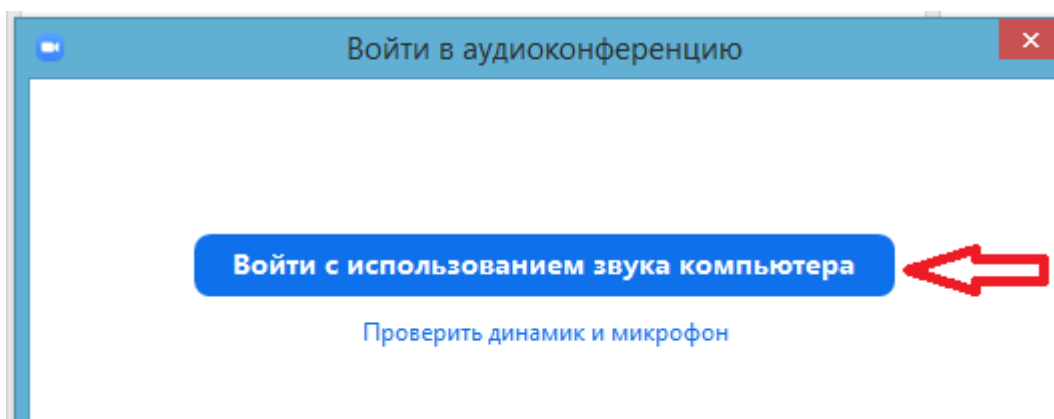 Войти в аудиоконференцию
Войти с использованием звука компьютера
Проверить динамик и микрофон